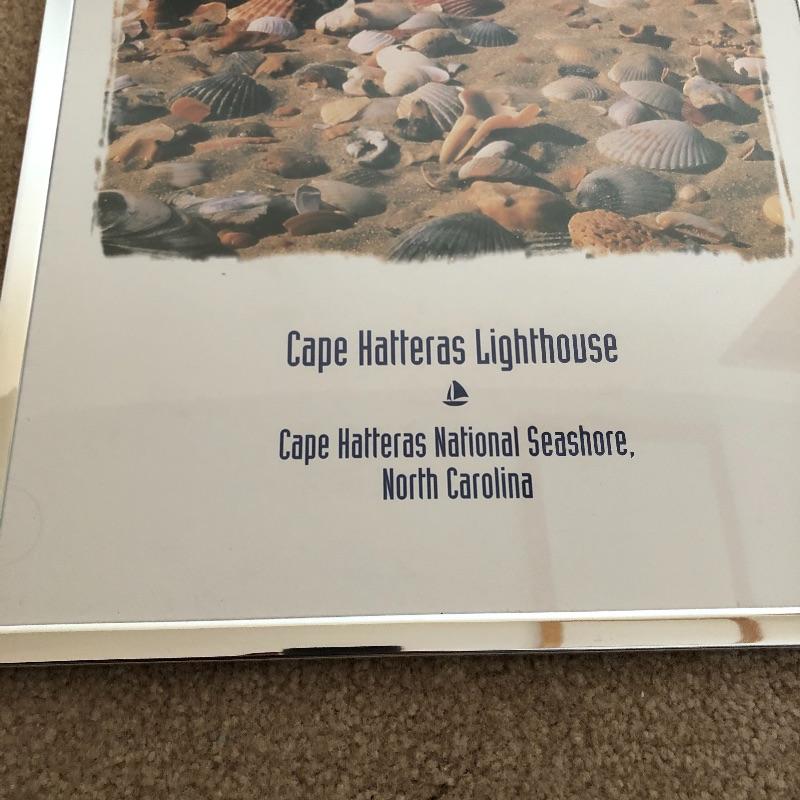 Cape Hatteras Lighthouse
Cape Hatteras National Seashore,
North Carolina